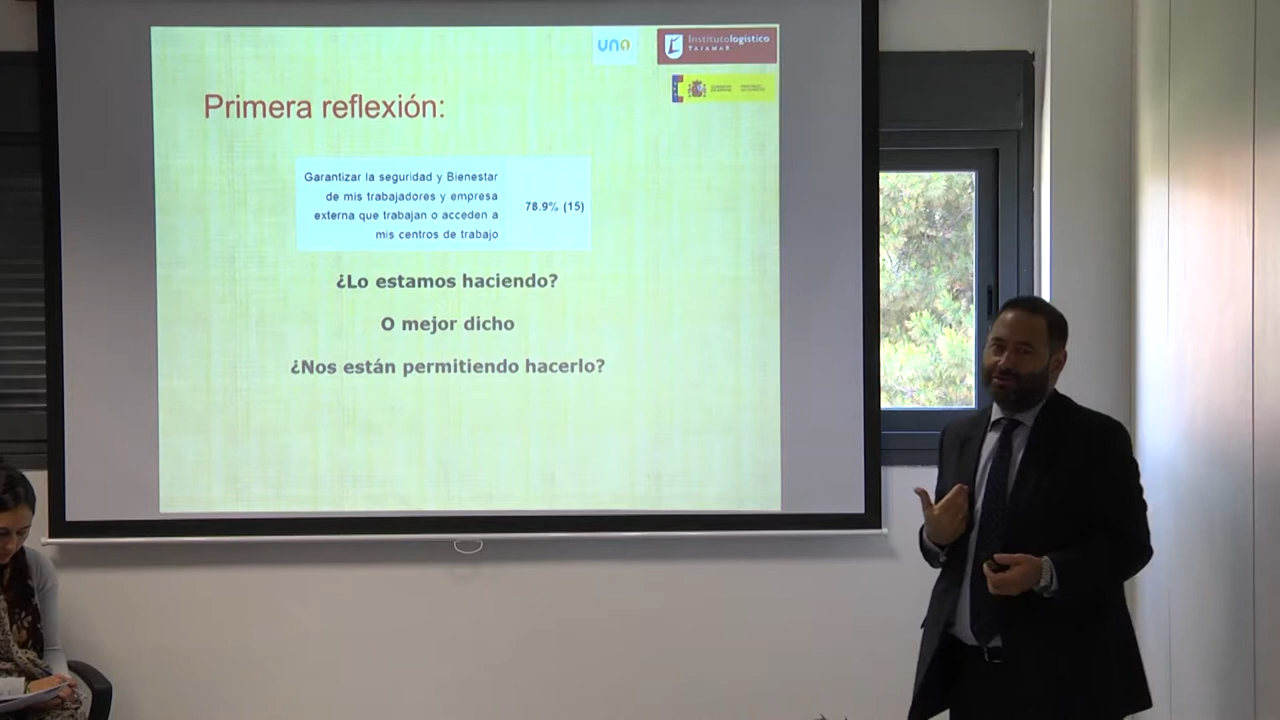 uno
Institutologístico
TAJAMAR
Primera reflexión:
Garantizar la seguridad y Bienestar
de mis trabajadores y empresa
externa que trabajan o acceden a
mis centros de trabajo
78.9% (15)
¿Lo estamos haciendo?
O mejor dicho
¿Nos están permitiendo hacerlo?